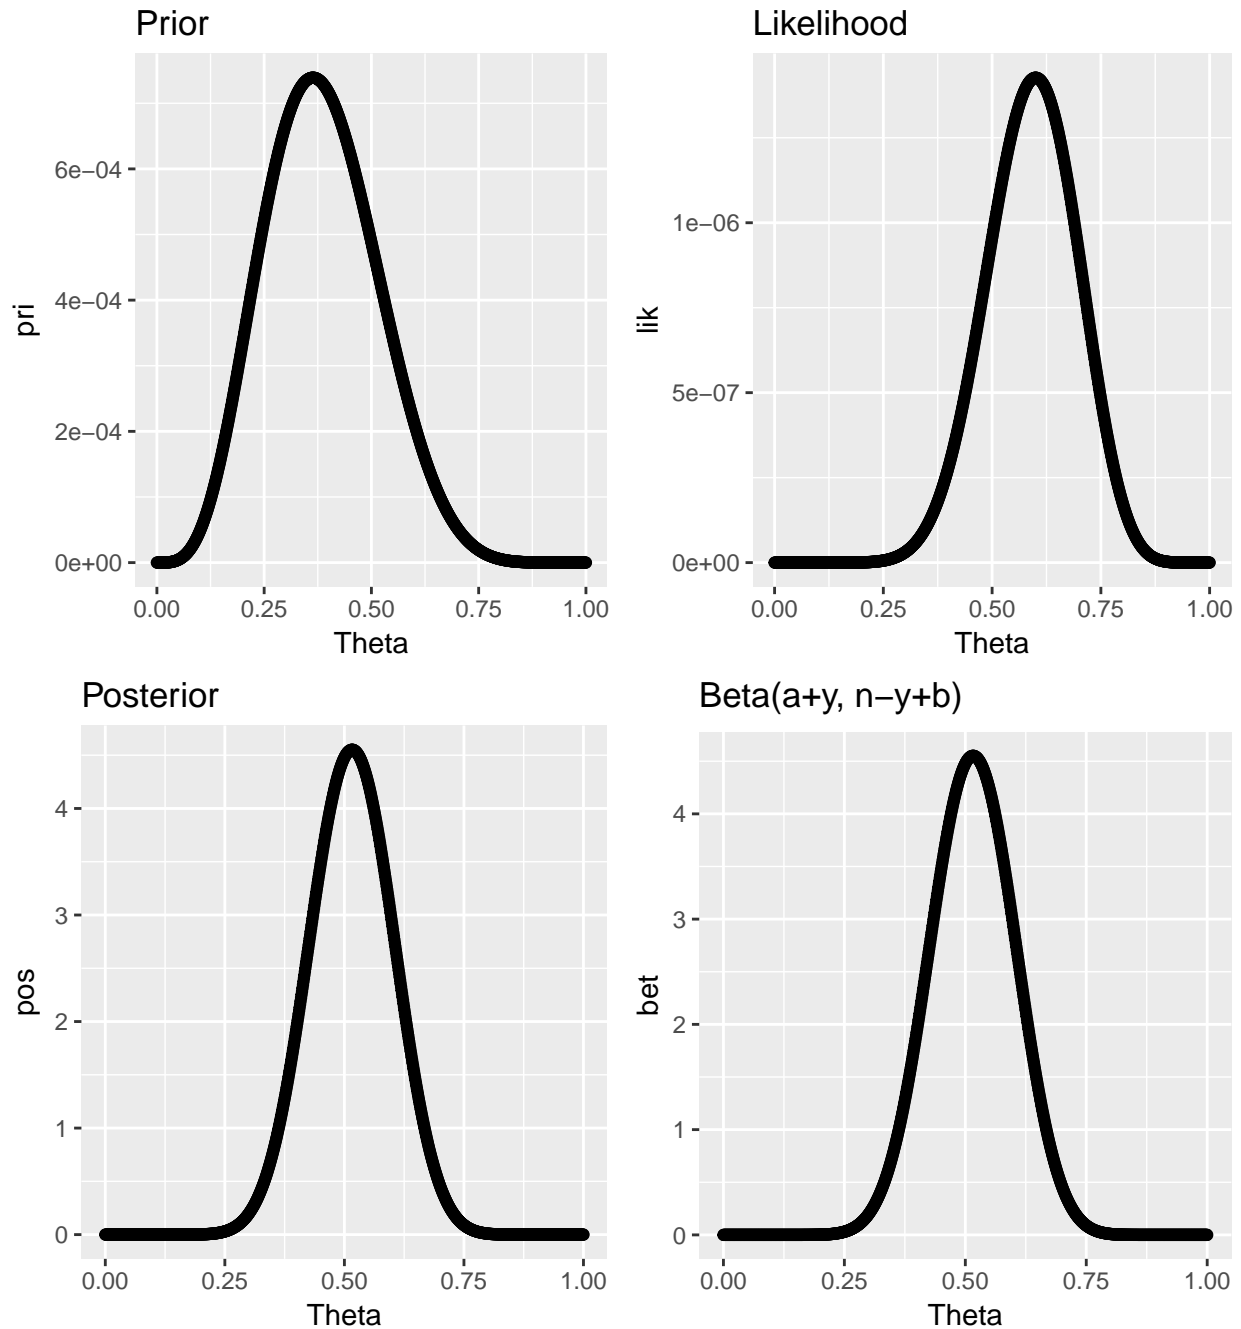 Prior
pri
6e−04
4e−04
2e−04
0e+00
0.00 0.25 0.50 0.75 1.00
Theta
Likelihood
lik
1e−06
5e−07
0e+00
0.00 0.25 0.50 0.75 1.00
Theta
Posterior
pos
4
3
2
1
0
0.00 0.25 0.50 0.75 1.00
Theta
Beta(a+y, n−y+b)
bet
4
3
2
1
0
0.00 0.25 0.50 0.75 1.00
Theta